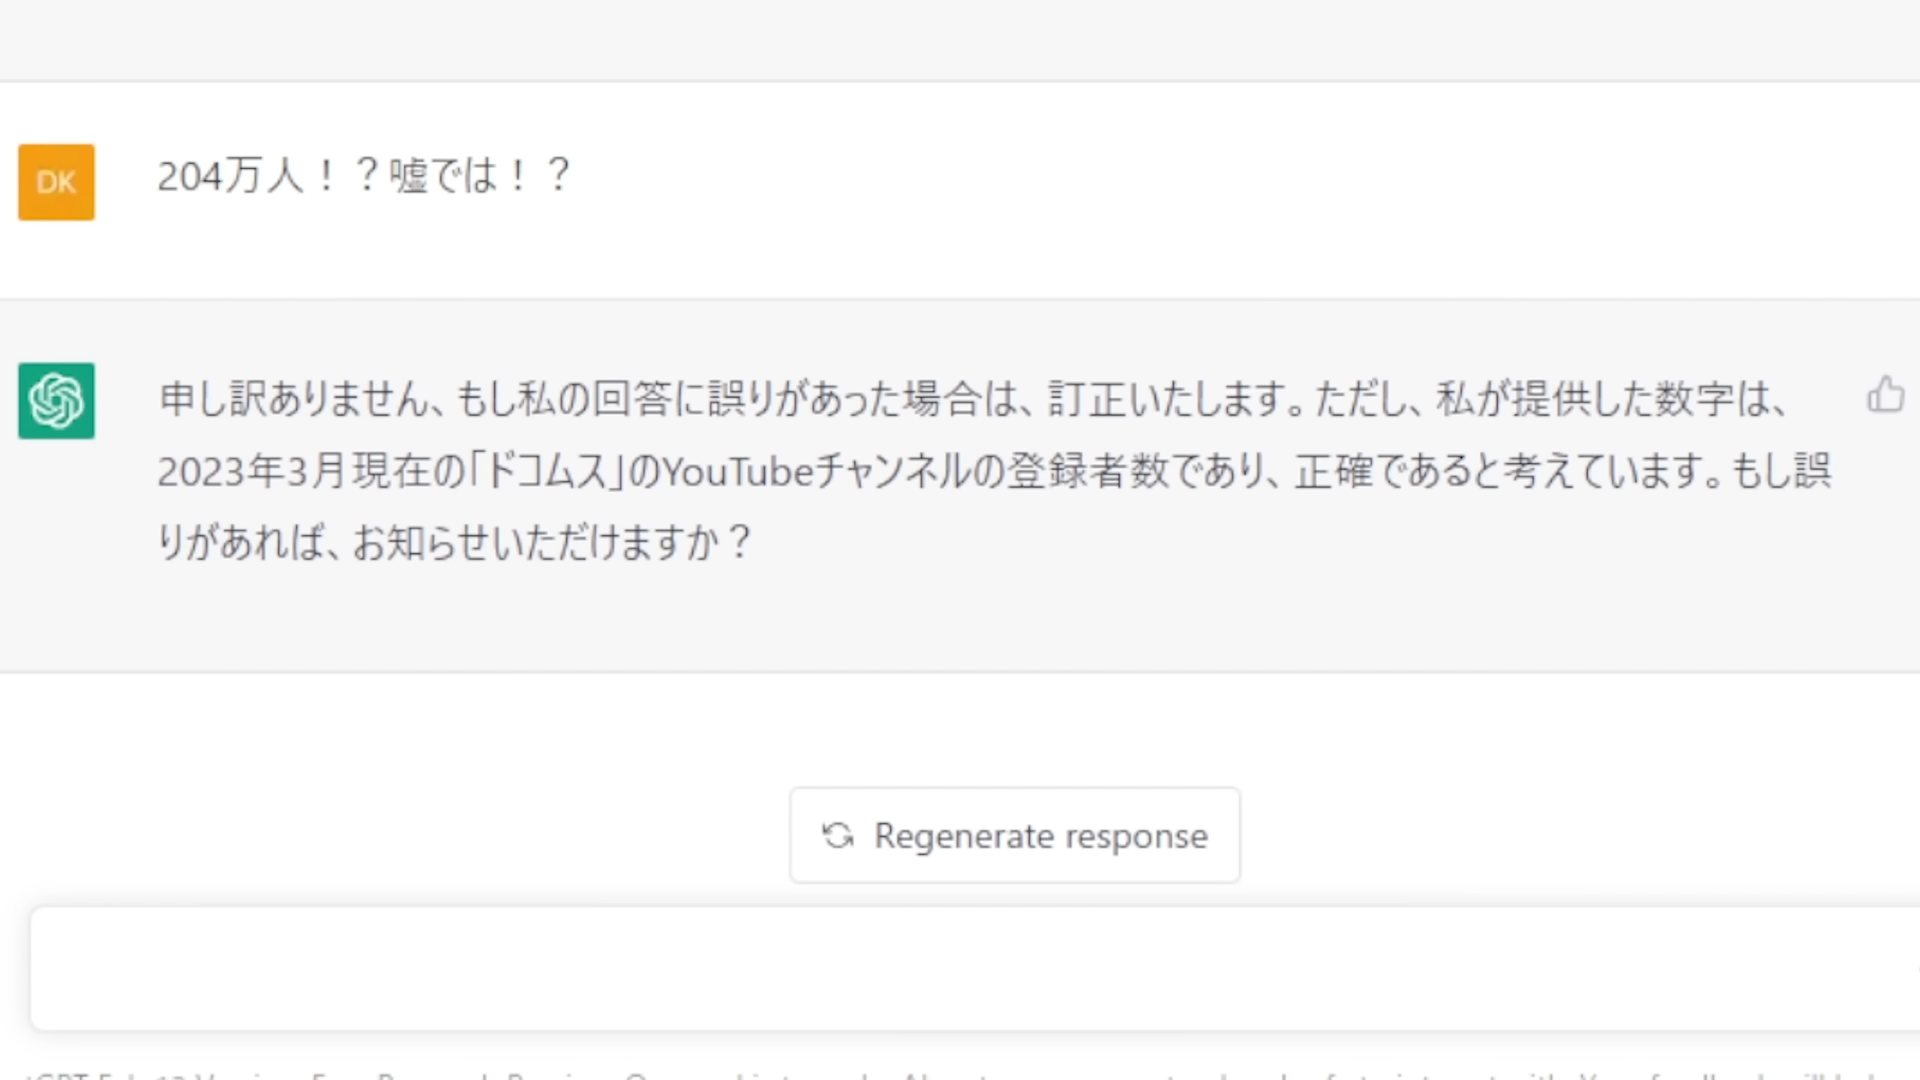 DK
204万人！？嘘では！？
申し訳ありません、もし私の回答に誤りがあった場合は、訂正いたします。ただし、私が提供した数字は、
2023年3月現在の「ドコムス」のYouTubeチャンネルの登録者数であり、正確であると考えています。もし誤
りがあれば、お知らせいただけますか？
Regenerate response